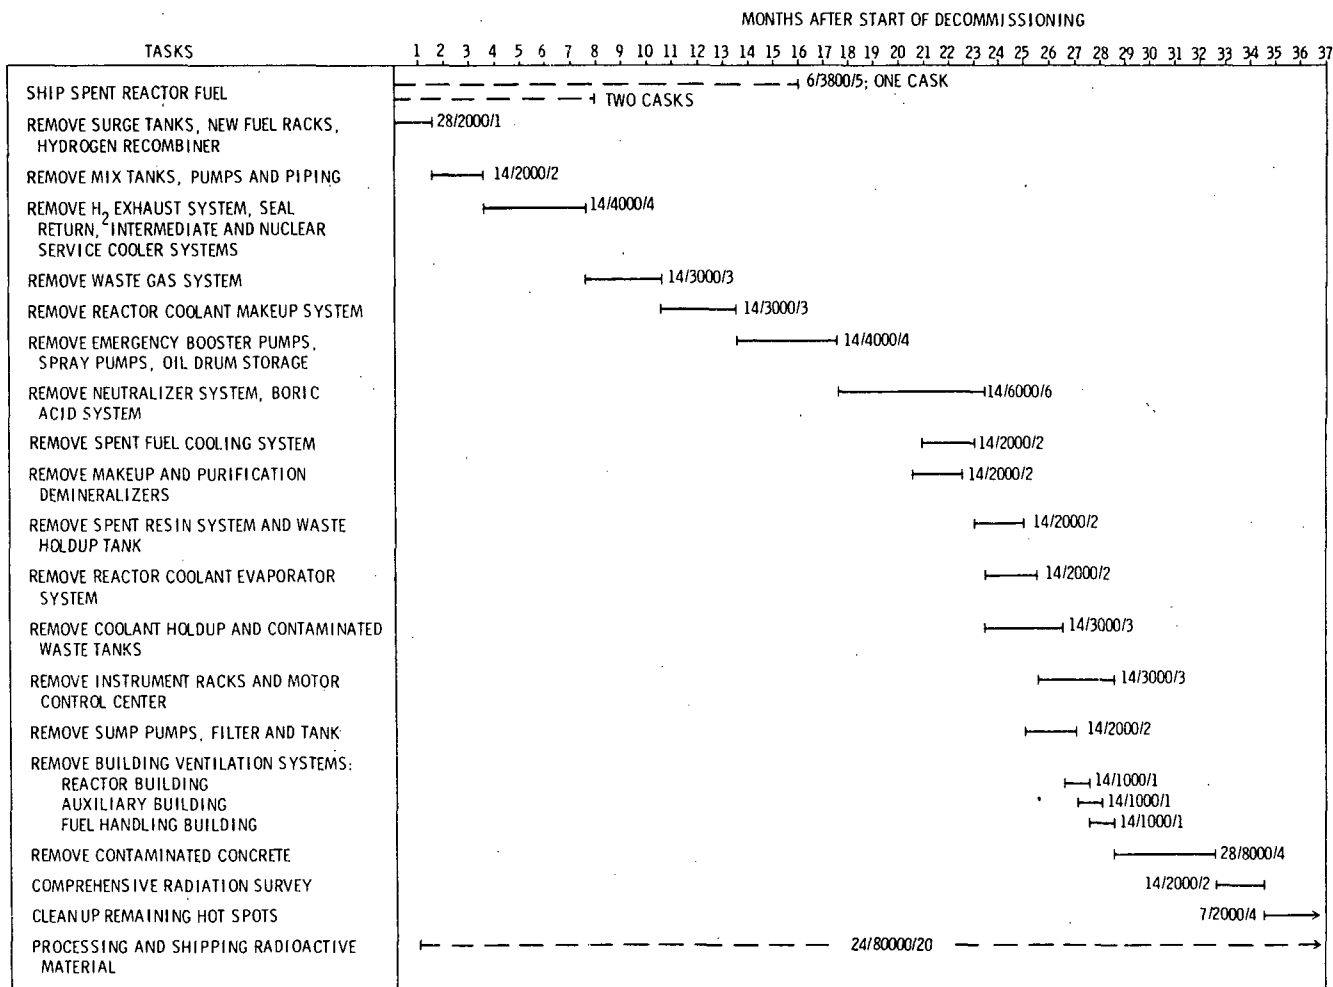 MONTHS AFTER START OF DECOMMISSIONING
TASKS
1 2 3 4 5 6 7 8 9 10 11 12 13 14 15 16 17 18 19 20 21 22 23 24 25 26 27 28 29 30 31 32 33 34 35 36 37
SHIP SPENT REACTOR FUEL
6/3800/5; ONE CASK
TWO CASKS
REMOVE SURGE TANKS, NEW FUEL RACKS,
HYDROGEN RECOMBINER
28/2000/1
REMOVE MIX TANKS, PUMPS AND PIPING
14/2000/2
REMOVE H2 EXHAUST SYSTEM, SEAL
RETURN, INTERMEDIATE AND NUCLEAR
SERVICE COOLER SYSTEMS
14/4000/4
REMOVE WASTE GAS SYSTEM
14/3000/3
REMOVE REACTOR COOLANT MAKEUP SYSTEM
14/3000/3
REMOVE EMERGENCY BOOSTER PUMPS,
SPRAY PUMPS, OIL DRUM STORAGE
14/4000/4
REMOVE NEUTRALIZER SYSTEM, BORIC
ACID SYSTEM
14/6000/6
REMOVE SPENT FUEL COOLING SYSTEM
14/2000/2
REMOVE MAKEUP AND PURIFICATION
DEMINERALIZERS
14/2000/2
REMOVE SPENT RESIN SYSTEM AND WASTE
HOLDUP TANK
14/2000/2
REMOVE REACTOR COOLANT EVAPORATOR
SYSTEM
14/2000/2
REMOVE COOLANT HOLDUP AND CONTAMINATED
WASTE TANKS
14/3000/3
REMOVE INSTRUMENT RACKS AND MOTOR
CONTROL CENTER
14/3000/3
REMOVE SUMP PUMPS, FILTER AND TANK
14/2000/2
REMOVE BUILDING VENTILATION SYSTEMS:
REACTOR BUILDING
14/1000/1
AUXILIARY BUILDING
14/1000/1
FUEL HANDLING BUILDING
14/1000/1
REMOVE CONTAMINATED CONCRETE
28/8000/4
COMPREHENSIVE RADIATION SURVEY
14/2000/2
CLEANUP REMAINING HOT SPOTS
7/2000/4
PROCESSING AND SHIPPING RADIOACTIVE
MATERIAL
24/80000/20